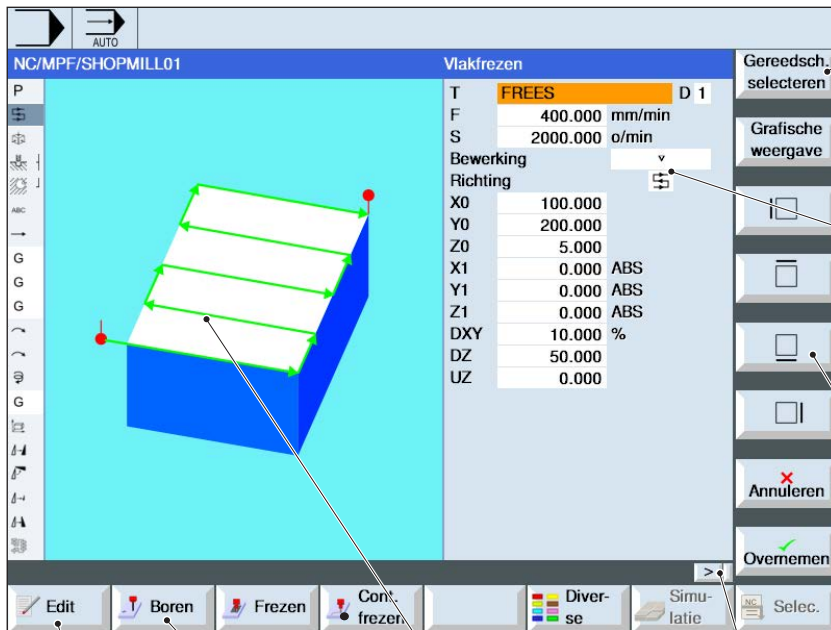 AUTO
NC/MPF/SHOPMILL01
Vlakfrezen
P
ABC
G
G
G
G
T FREES D 1
F 400.000 mm/min
S 2000.000 o/min
Bewerking
Richting
X0 100.000
Y0 200.000
Z0 5.000
X1 0.000 ABS
Y1 0.000 ABS
Z1 0.000 ABS
DXY 10.000 %
DZ 50.000
UZ 0.000
Gereedsch.
selecteren
Grafische
weergave
Annuleren
Overnemen
>
Edit
Boren
Frezen
Cont.
frezen
Diver-
se
Simu-
latie
NC
Selec.